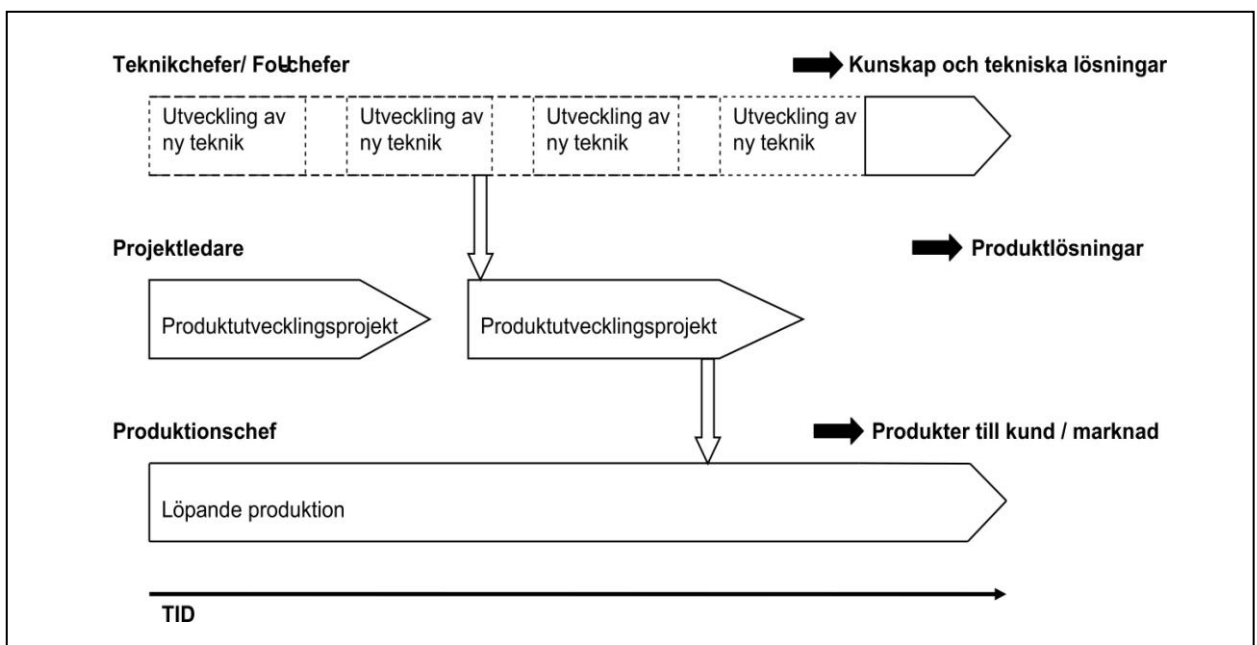 Teknikchefer/ FoU-chefer
Kunskap och tekniska lösningar
Utveckling av
ny teknik
Utveckling av
ny teknik
Utveckling av
ny teknik
Utveckling av
ny teknik
Projektledare
Produktlösningar
Produktutvecklingsprojekt
Produktutvecklingsprojekt
Produktionschef
Produkter till kund / marknad
Löpande produktion
TID